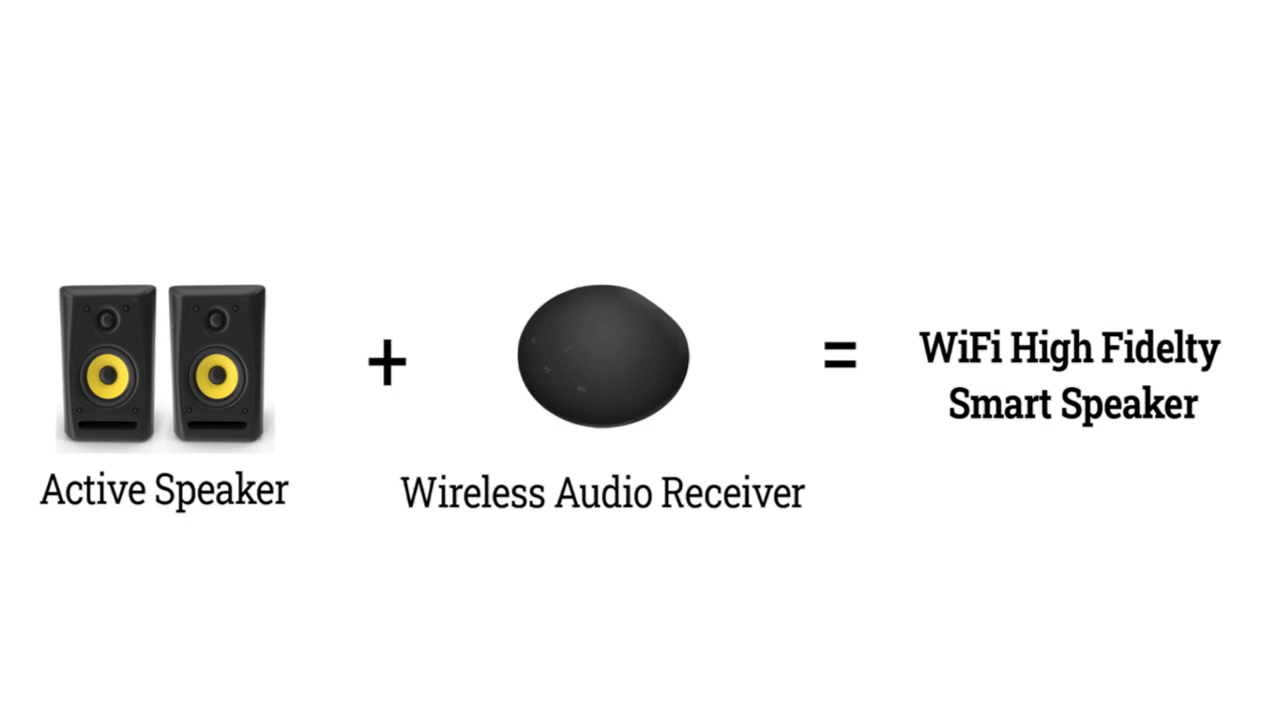 +
=
WiFi High Fidelty
Smart Speaker
Active Speaker
Wireless Audio Receiver